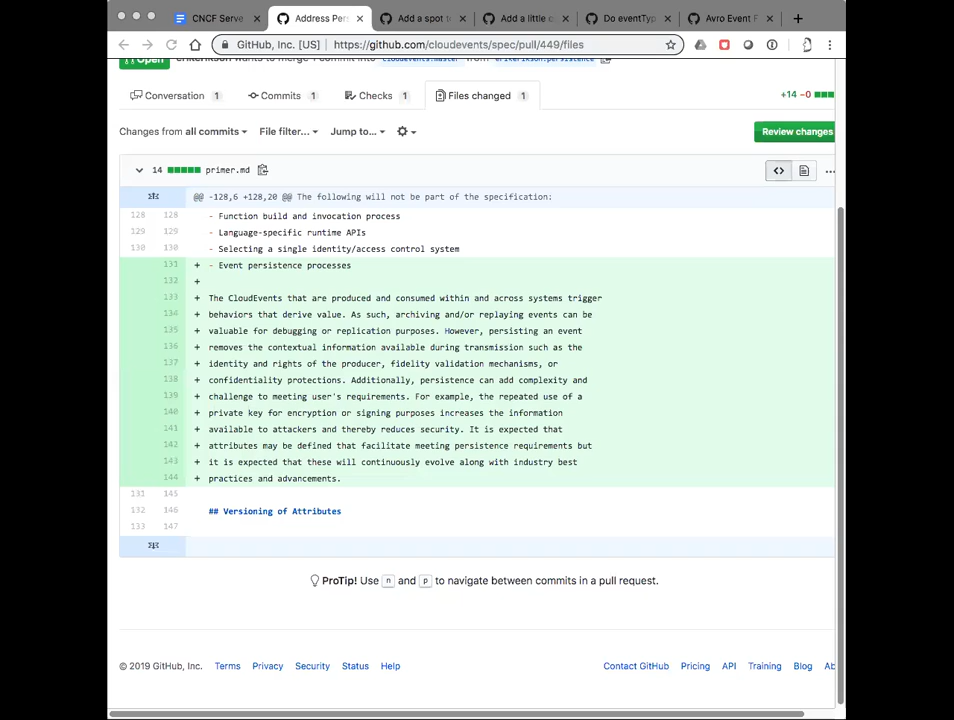 CNCF Serve
Address Per
Add a spot t
Add a little c
Do eventTyp
Avro Event F
GitHub, Inc. [US] https://github.com/cloudevents/spec/pull/449/files
Open
wants to merge 1 commit into cloudevents:master from erikerikson:persistence
Conversation 1
Commits 1
Checks 1
Files changed 1
+14 −0
Changes from all commits
File filter...
Jump to...
Review changes
14 primer.md
@@ -128,6 +128,20 @@ The following will not be part of the specification:
128 128 - Function build and invocation process
129 129 - Language-specific runtime APIs
130 130 - Selecting a single identity/access control system
131 + - Event persistence processes
132 +
133 + The CloudEvents that are produced and consumed within and across systems trigger
134 + behaviors that derive value. As such, archiving and/or replaying events can be
135 + valuable for debugging or replication purposes. However, persisting an event
136 + removes the contextual information available during transmission such as the
137 + identity and rights of the producer, fidelity validation mechanisms, or
138 + confidentiality protections. Additionally, persistence can add complexity and
139 + challenge to meeting user's requirements. For example, the repeated use of a
140 + private key for encryption or signing purposes increases the information
141 + available to attackers and thereby reduces security. It is expected that
142 + attributes may be defined that facilitate meeting persistence requirements but
143 + it is expected that these will continuously evolve along with industry best
144 + practices and advancements.
131 145
132 146 ## Versioning of Attributes
133 147
ProTip! Use n and p to navigate between commits in a pull request.
© 2019 GitHub, Inc. Terms Privacy Security Status Help
Contact GitHub Pricing API Training Blog Ab